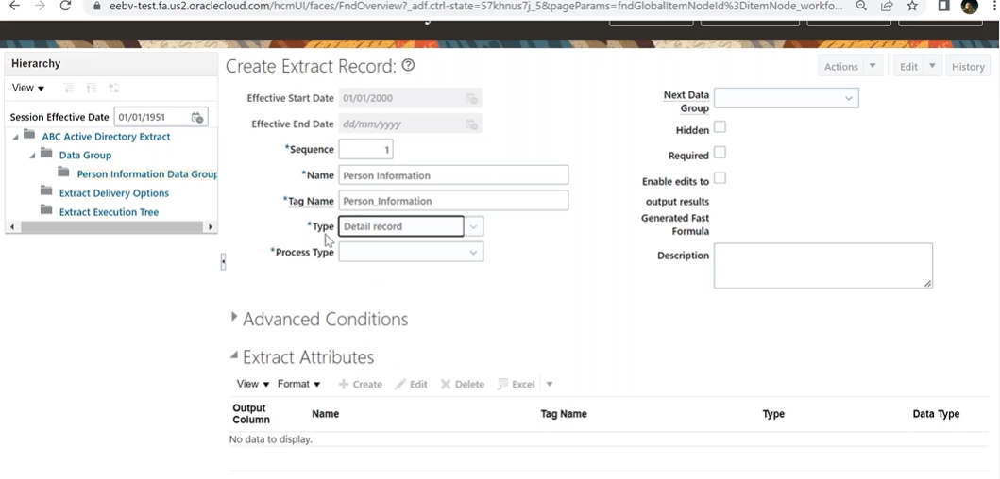 eebv-test.fa.us2.oraclecloud.com/hcmUI/faces/FndOverview?_adf.ctrl-state=57khnus7j_5&pageParams=fndGlobalItemNodeId%3DitemNode_workfo...
Hierarchy
View
Session Effective Date 01/01/1951
ABC Active Directory Extract
Data Group
Person Information Data Group
Extract Delivery Options
Extract Execution Tree
Create Extract Record:
Actions Edit History
Effective Start Date 01/01/2000
Effective End Date dd/mm/yyyy
*Sequence 1
*Name Person Information
*Tag Name Person_Information
*Type Detail record
*Process Type
Next Data
Group
Hidden
Required
Enable edits to
output results
Generated Fast
Formula
Description
Advanced Conditions
Extract Attributes
View Format Create Edit Delete Excel
Output
Column Name Tag Name Type Data Type
No data to display.